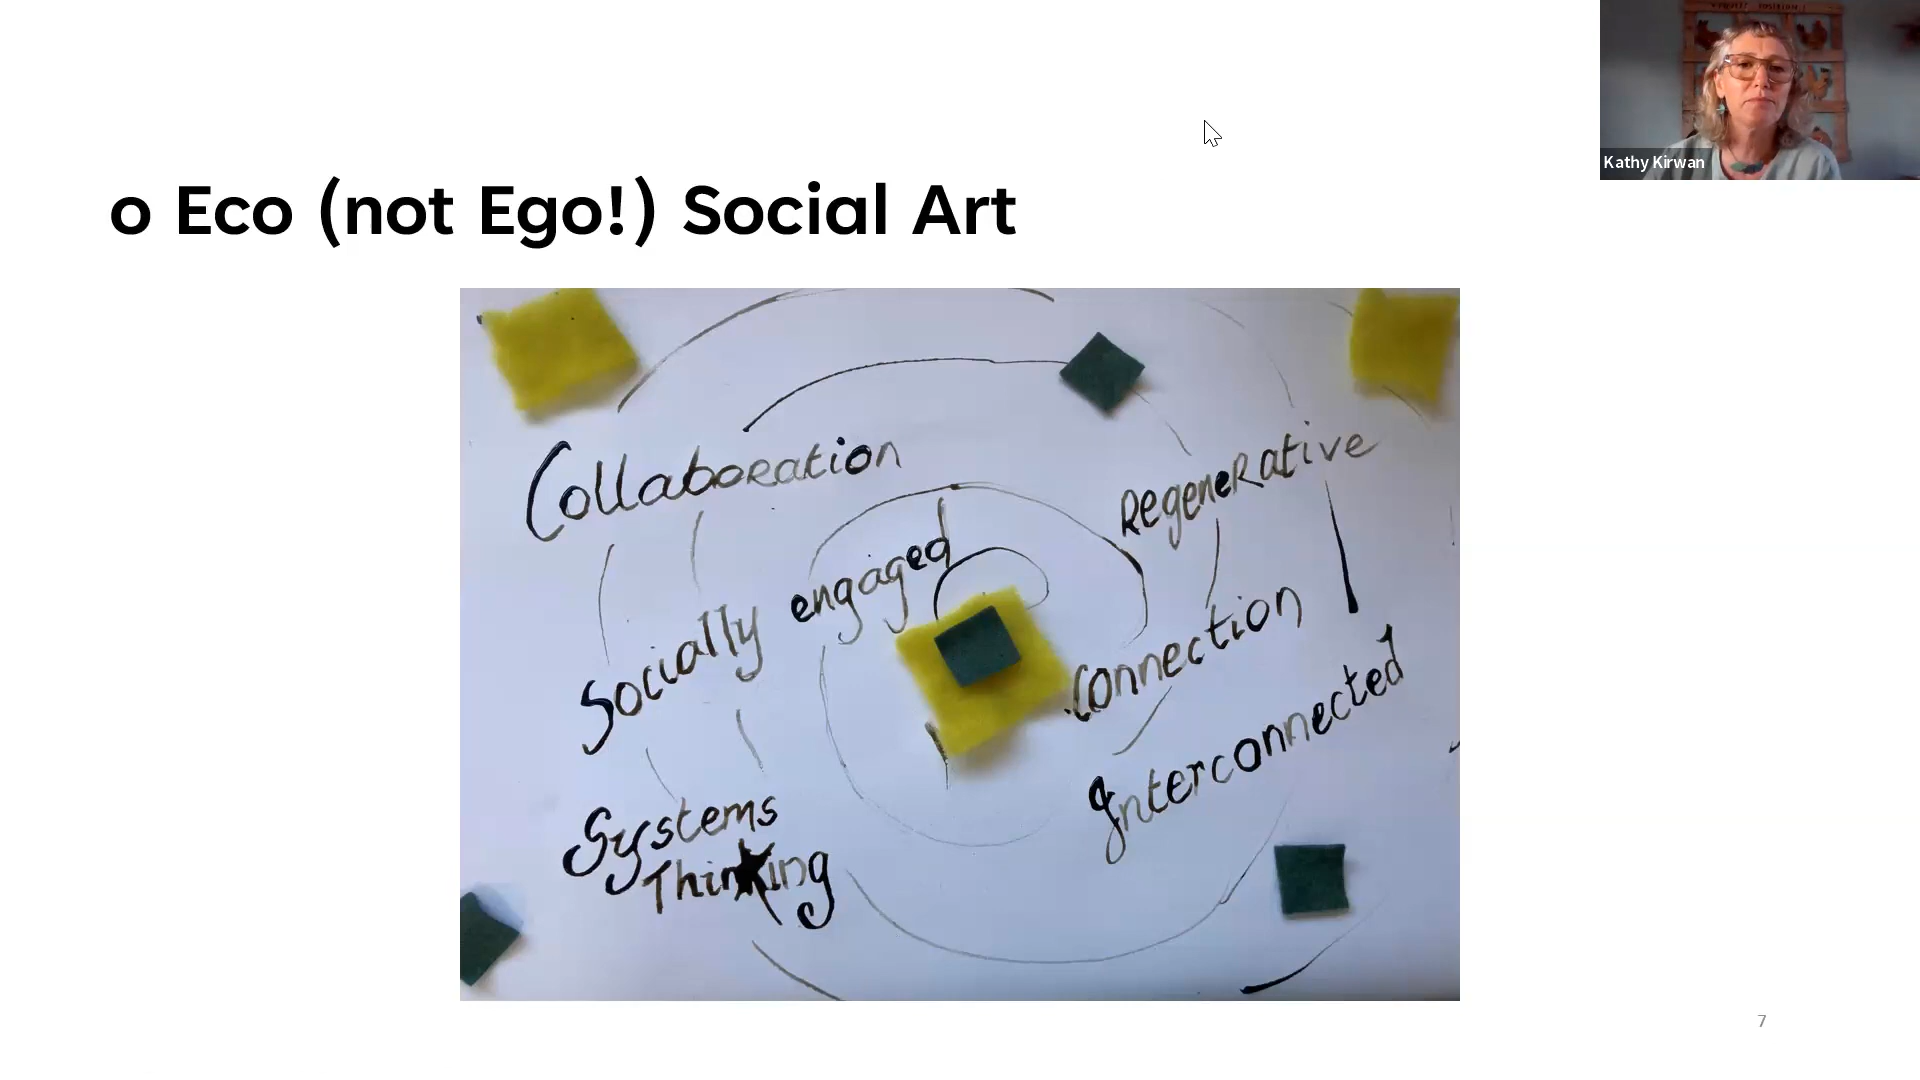 Kathy Kirwan
o Eco (not Ego!) Social Art
Collaboration
Regenerative
Socially engaged
Connection
Interconnected
Systems
Thinking
7